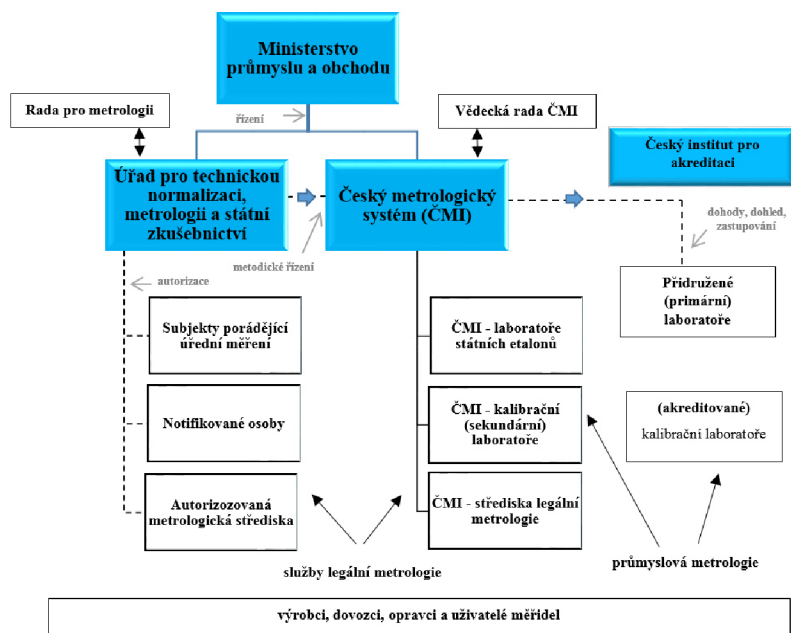 Ministerstvo
průmyslu a obchodu
Rada pro metrologii
řízení
Vědecká rada ČMI
Český institut pro
akreditaci
Úřad pro technickou
normalizaci,
metrologii a státní
zkušebnictví
Český metrologický
systém (ČMI)
dohody, dohled,
zastupování
metodické řízení
autorizace
Přidružené
(primární)
laboratoře
Subjekty porádějící
úřední měření
ČMI - laboratoře
státních etalonů
Notifikované osoby
ČMI - kalibrační
(sekundární)
laboratoře
(akreditované)
kalibrační laboratoře
Autorizozovaná
metrologická střediska
ČMI - střediska legální
metrologie
služby legální metrologie
průmyslová metrologie
výrobci, dovozci, opravci a uživatelé měřidel